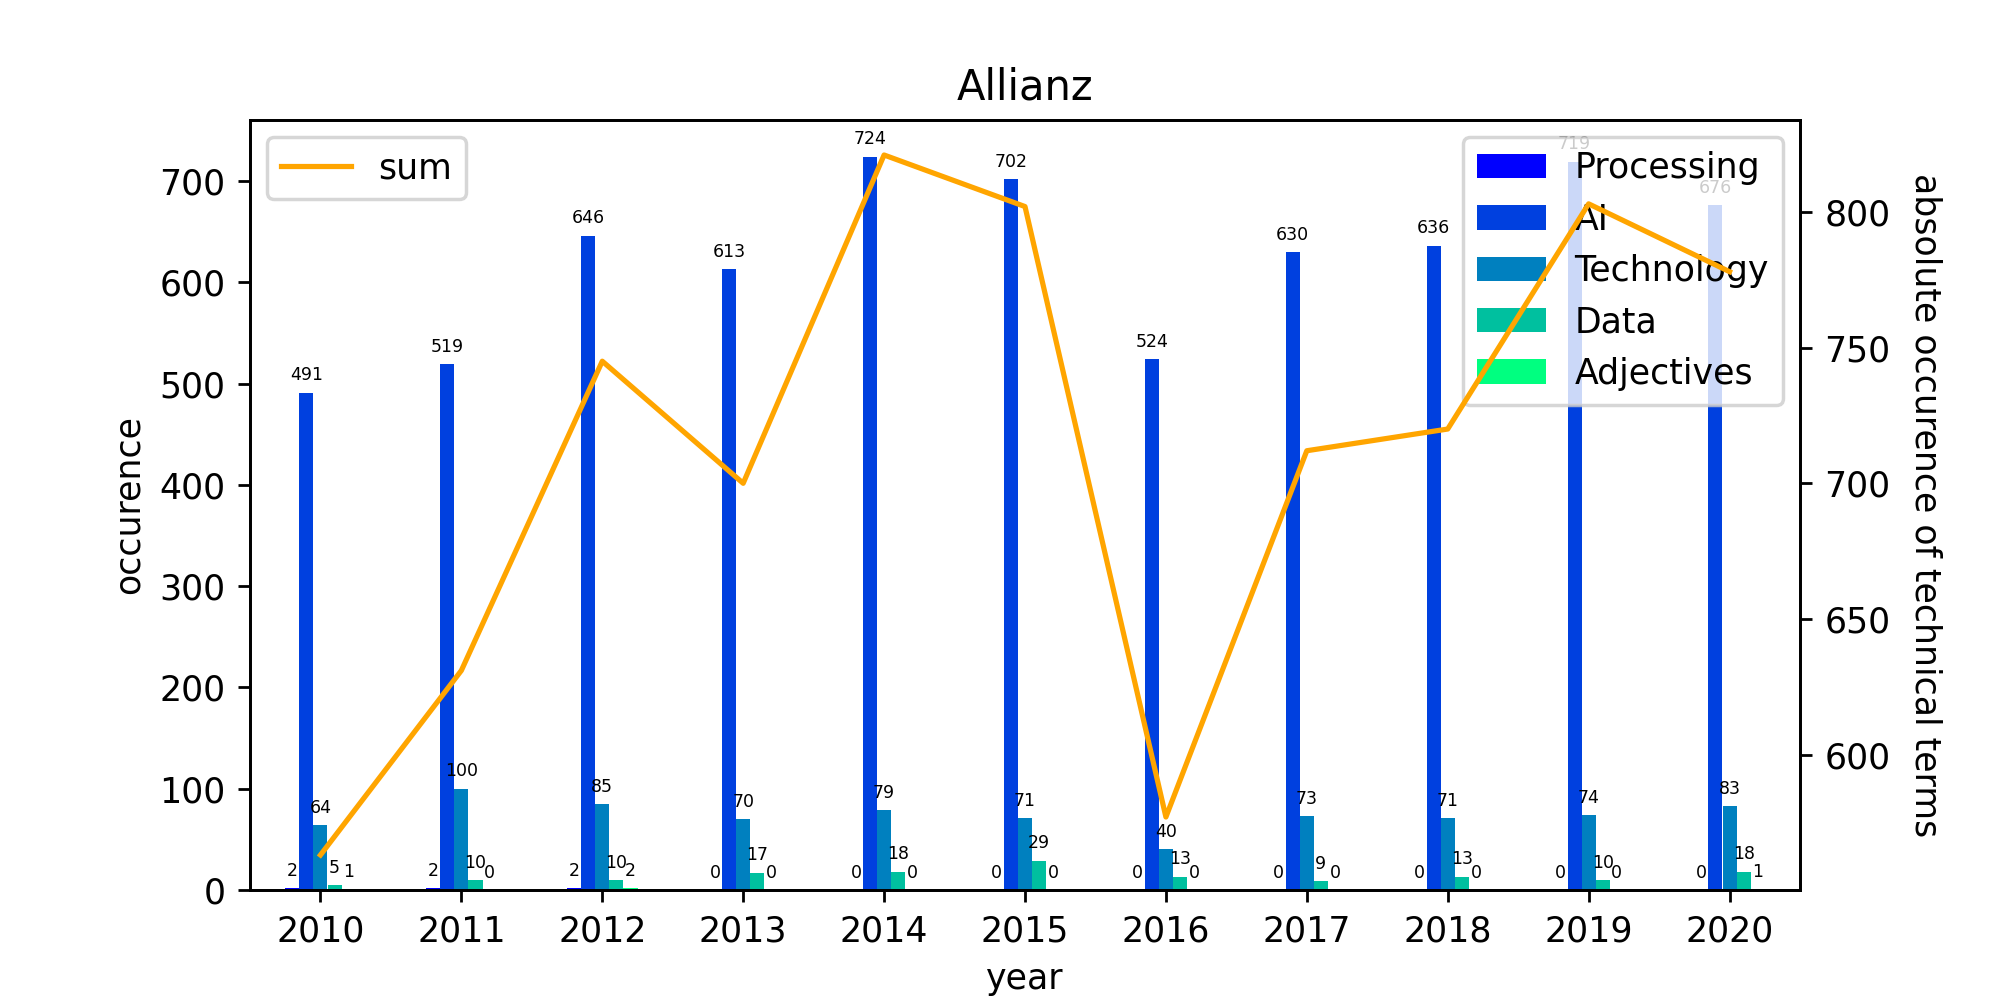 Allianz
sum
Processing
AI
Technology
Data
Adjectives
occurence
absolute occurence of technical terms
700
600
500
400
300
200
100
0
800
750
700
650
600
2 491 64 5 1
2 519 100 10 0
2 646 85 10 2
0 613 70 17 0
0 724 79 18 0
0 702 71 29 0
0 524 40 13 0
0 630 73 9 0
0 636 71 13 0
0 719 74 10 0
0 676 83 18 1
2010 2011 2012 2013 2014 2015 2016 2017 2018 2019 2020
year